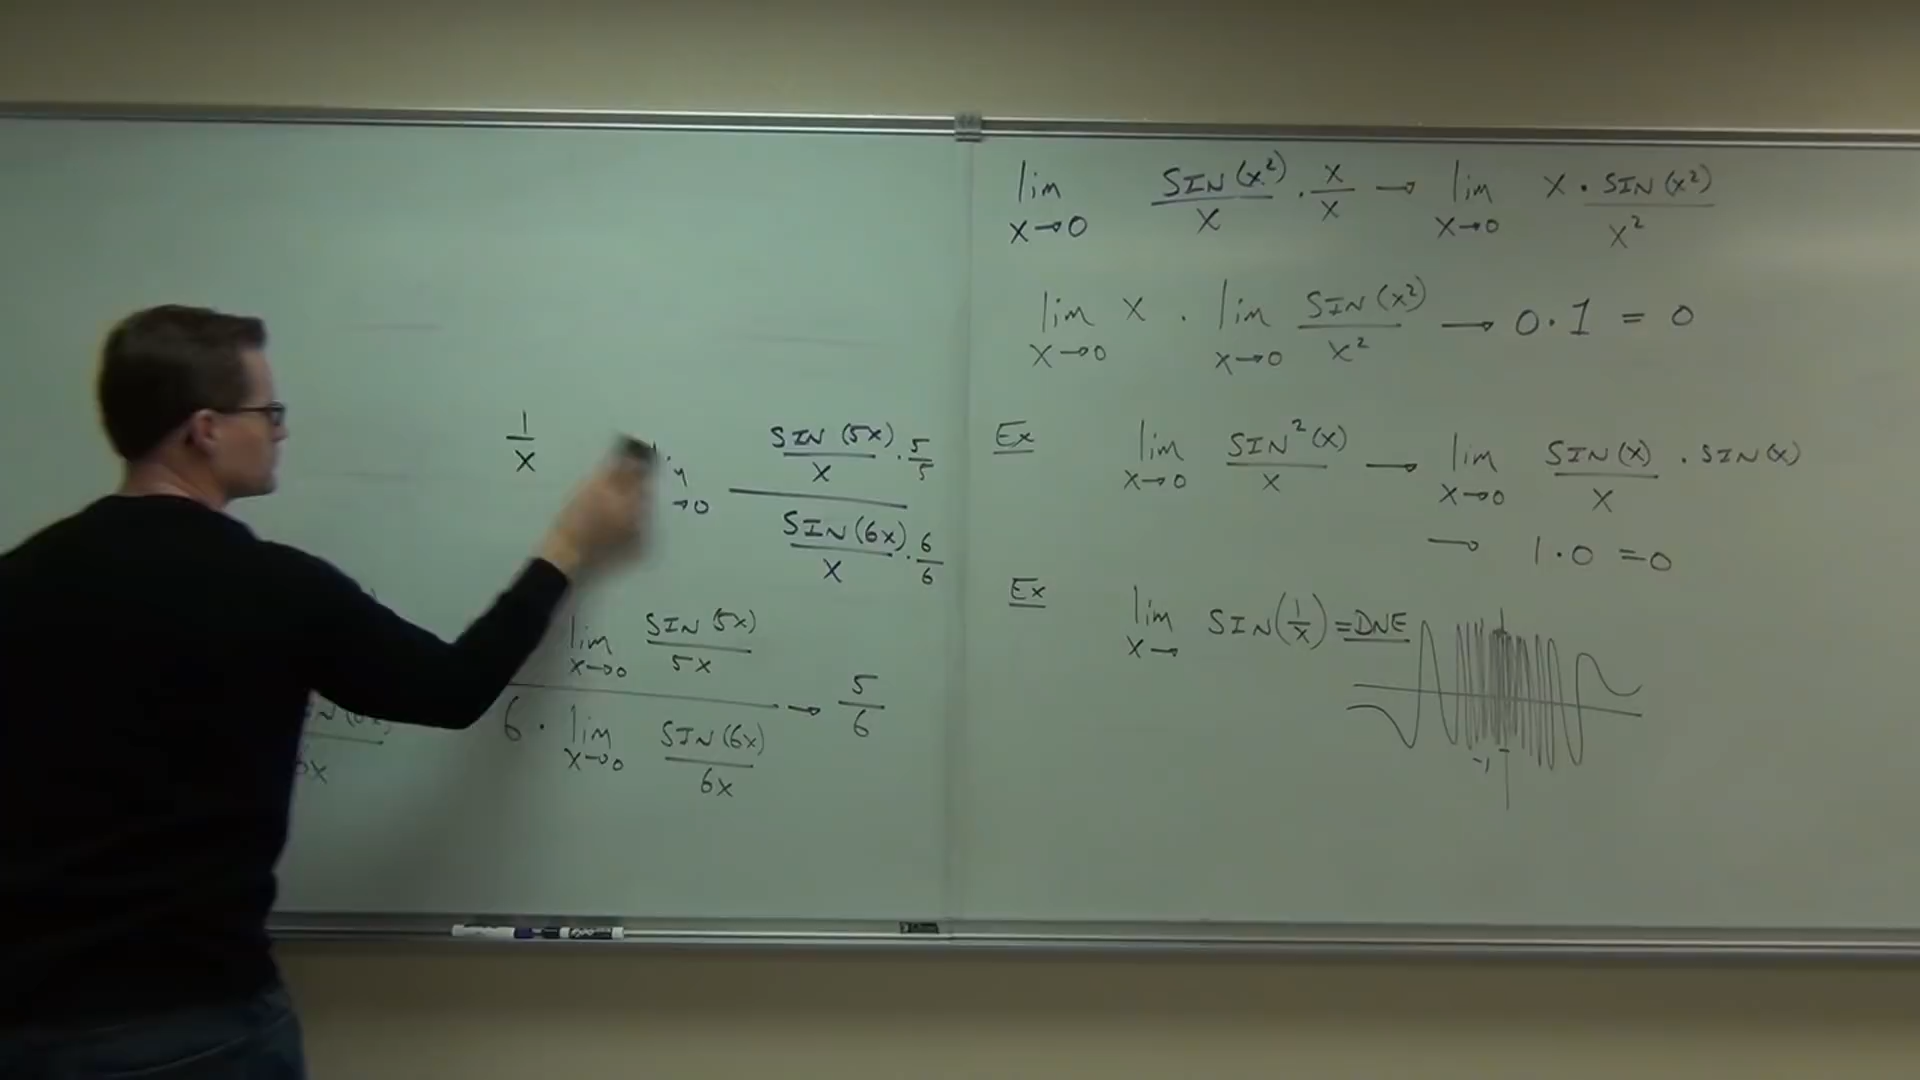 1/x
→0 (SIN(5x)/x · 5/5) / (SIN(6x)/x · 6/6)
lim x→0 SIN(5x)/5x
6 · lim x→0 SIN(6x)/6x → 5/6
lim x→0 SIN(x²)/x · x/x → lim x→0 x · SIN(x²)/x²
lim x→0 x · lim x→0 SIN(x²)/x² → 0 · 1 = 0
Ex lim x→0 SIN²(x)/x → lim x→0 SIN(x)/x · SIN(x)
→ 1 · 0 = 0
Ex lim x→ SIN(1/x) = DNE
-1